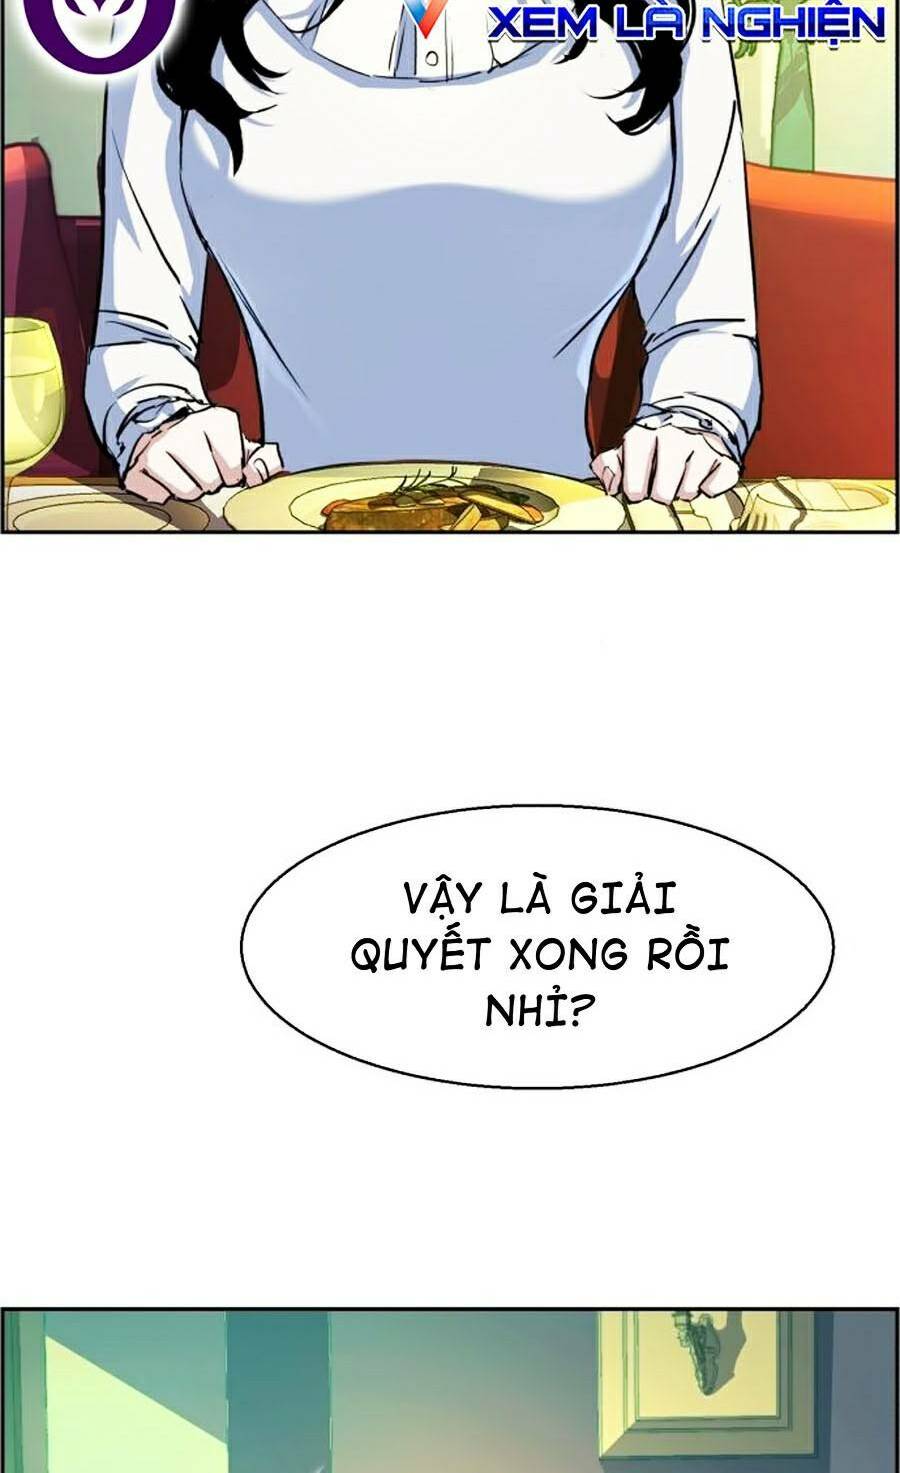 XEM LÀ NGHIỆN
VẬY LÀ GIẢI
QUYẾT XONG RỒI
NHỈ?